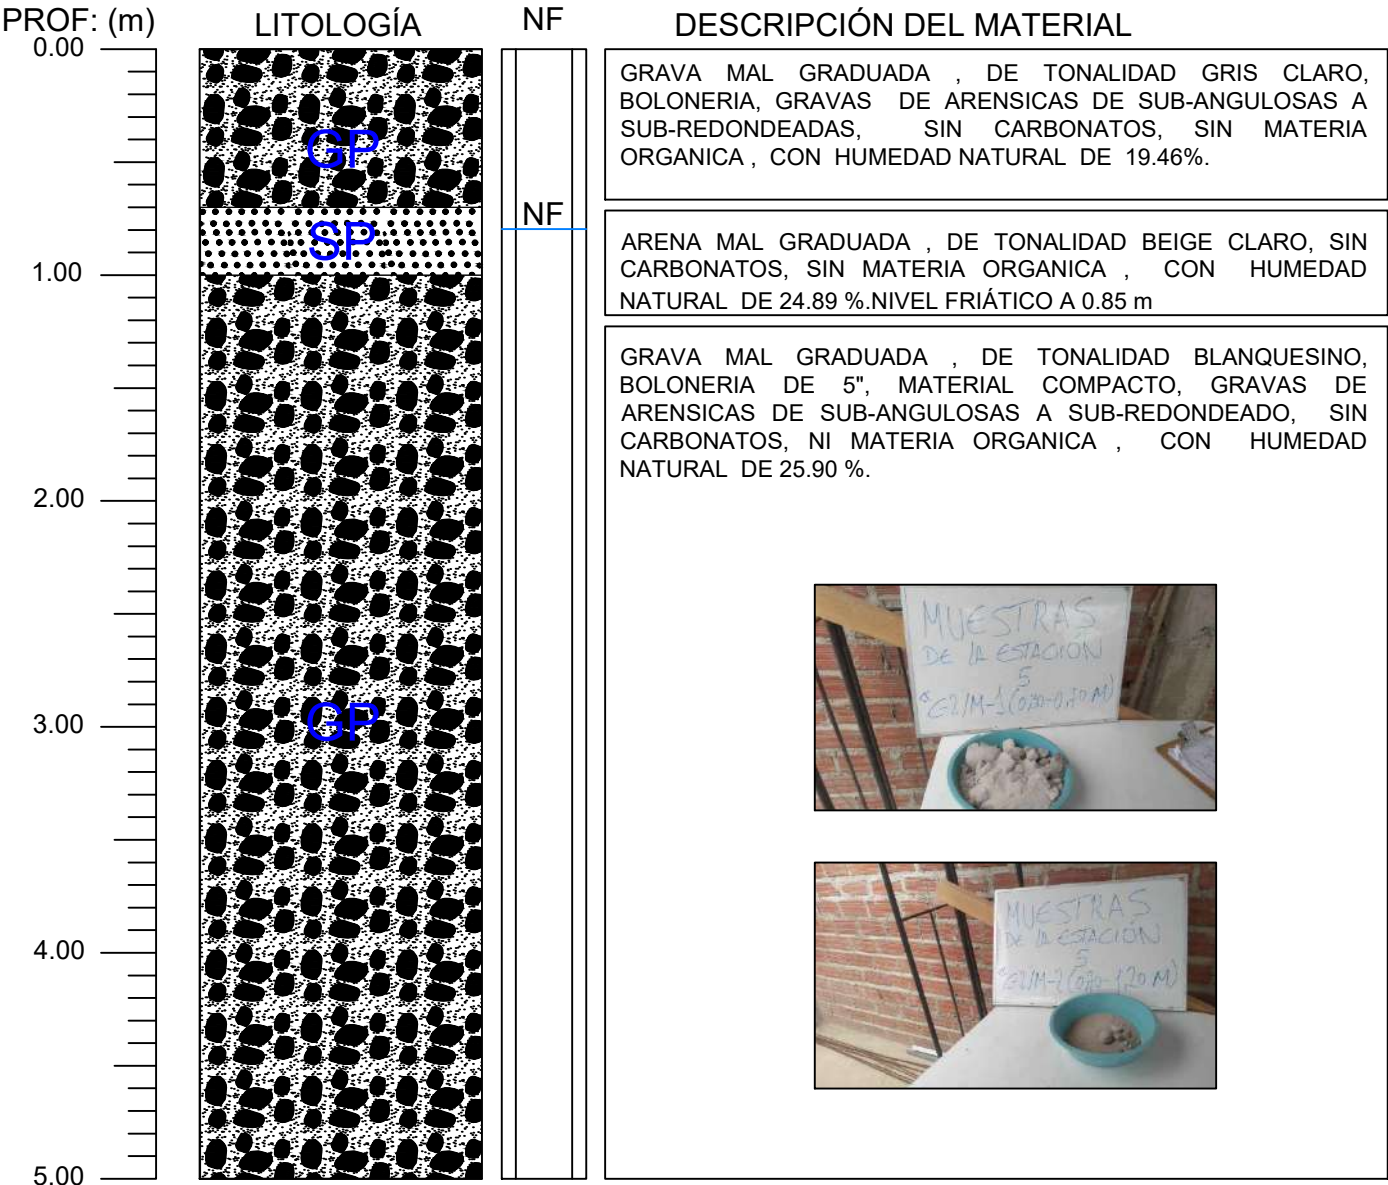 PROF: (m)
LITOLOGÍA
NF
DESCRIPCIÓN DEL MATERIAL
0.00
1.00
2.00
3.00
4.00
5.00
GP
SP
GP
NF
GRAVA MAL GRADUADA , DE TONALIDAD GRIS CLARO,
BOLONERIA, GRAVAS DE ARENSICAS DE SUB-ANGULOSAS A
SUB-REDONDEADAS, SIN CARBONATOS, SIN MATERIA
ORGANICA , CON HUMEDAD NATURAL DE 19.46%.
ARENA MAL GRADUADA , DE TONALIDAD BEIGE CLARO, SIN
CARBONATOS, SIN MATERIA ORGANICA , CON HUMEDAD
NATURAL DE 24.89 %.NIVEL FRIÁTICO A 0.85 m
GRAVA MAL GRADUADA , DE TONALIDAD BLANQUESINO,
BOLONERIA DE 5", MATERIAL COMPACTO, GRAVAS DE
ARENSICAS DE SUB-ANGULOSAS A SUB-REDONDEADO, SIN
CARBONATOS, NI MATERIA ORGANICA , CON HUMEDAD
NATURAL DE 25.90 %.
MUESTRAS
DE LA ESTACION
5
MUESTRAS
DE LA ESTACIÓN
5